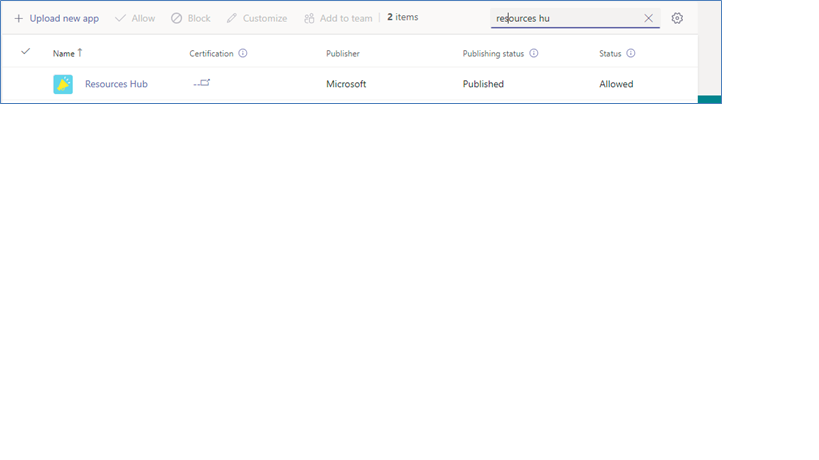 Upload new app Allow Block Customize Add to team 2 items resources hu
Name Certification Publisher Publishing status Status
Resources Hub -- Microsoft Published Allowed